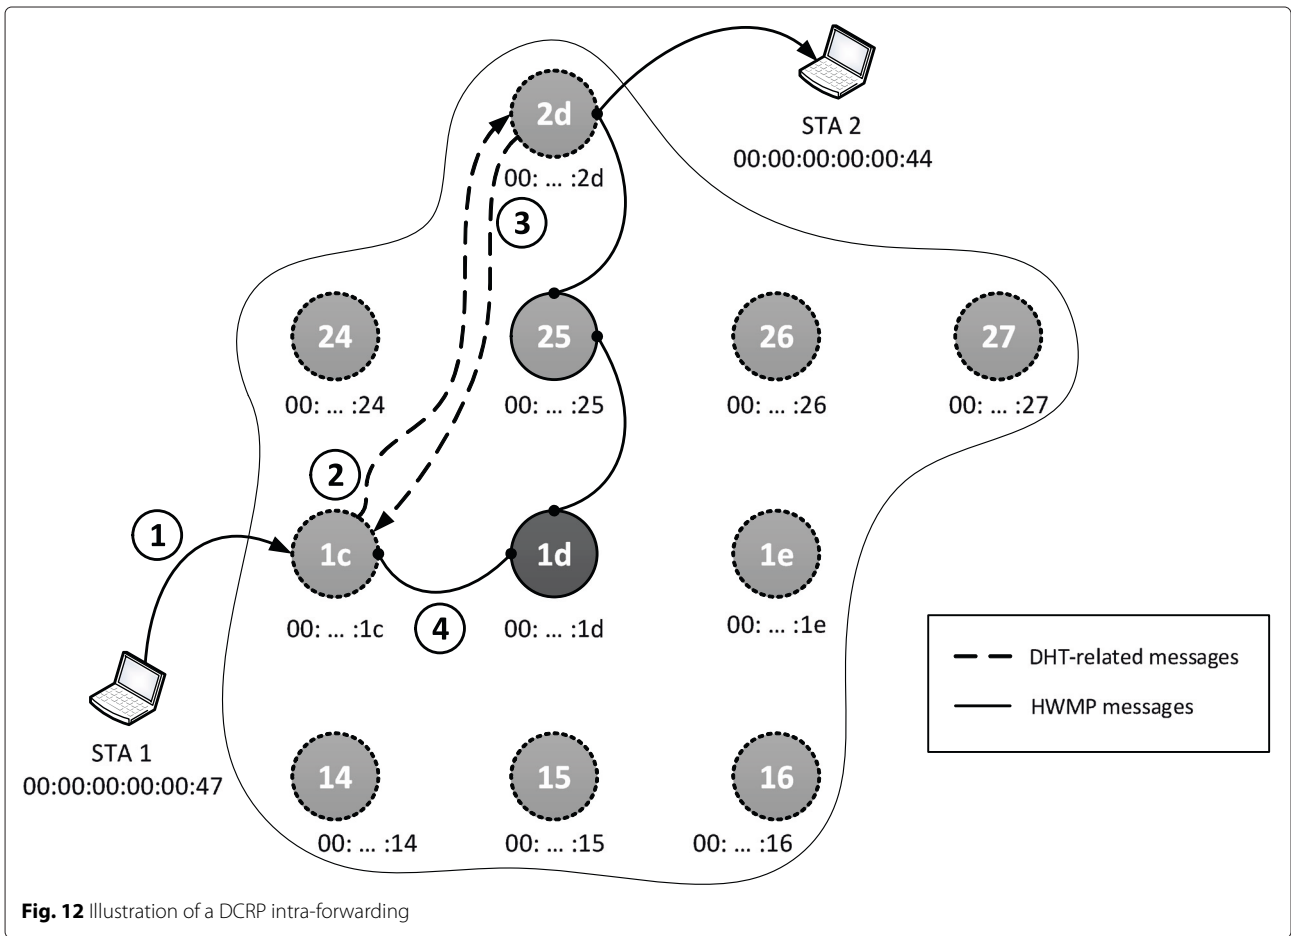 2d
STA 2
00:00:00:00:00:44
00: ... :2d
3
24
25
26
27
00: ... :24
00: ... :25
00: ... :26
00: ... :27
2
1
1c
1d
1e
00: ... :1c
4
00: ... :1d
00: ... :1e
DHT-related messages
HWMP messages
STA 1
00:00:00:00:00:47
14
15
16
00: ... :14
00: ... :15
00: ... :16
Fig. 12 Illustration of a DCRP intra-forwarding